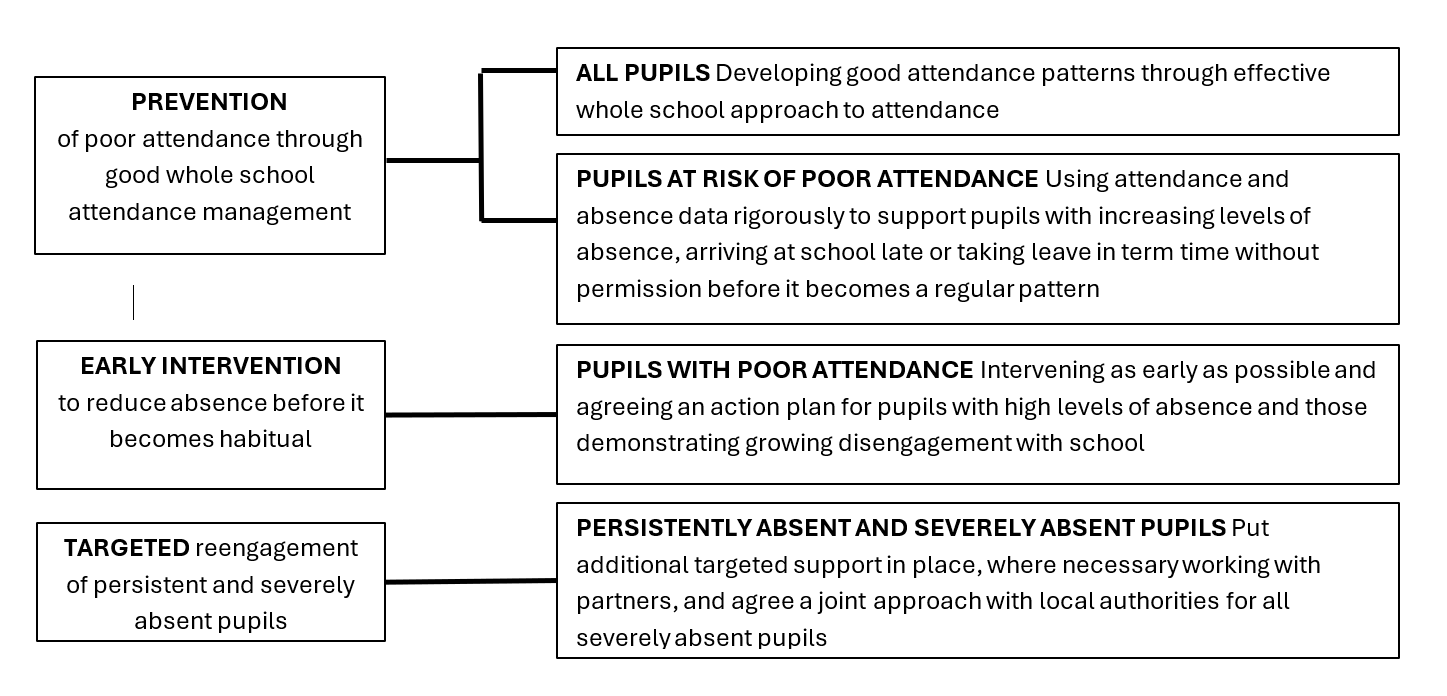 PREVENTION
of poor attendance through
good whole school
attendance management
ALL PUPILS Developing good attendance patterns through effective
whole school approach to attendance
PUPILS AT RISK OF POOR ATTENDANCE Using attendance and
absence data rigorously to support pupils with increasing levels of
absence, arriving at school late or taking leave in term time without
permission before it becomes a regular pattern
EARLY INTERVENTION
to reduce absence before it
becomes habitual
PUPILS WITH POOR ATTENDANCE Intervening as early as possible and
agreeing an action plan for pupils with high levels of absence and those
demonstrating growing disengagement with school
TARGETED reengagement
of persistent and severely
absent pupils
PERSISTENTLY ABSENT AND SEVERELY ABSENT PUPILS Put
additional targeted support in place, where necessary working with
partners, and agree a joint approach with local authorities for all
severely absent pupils